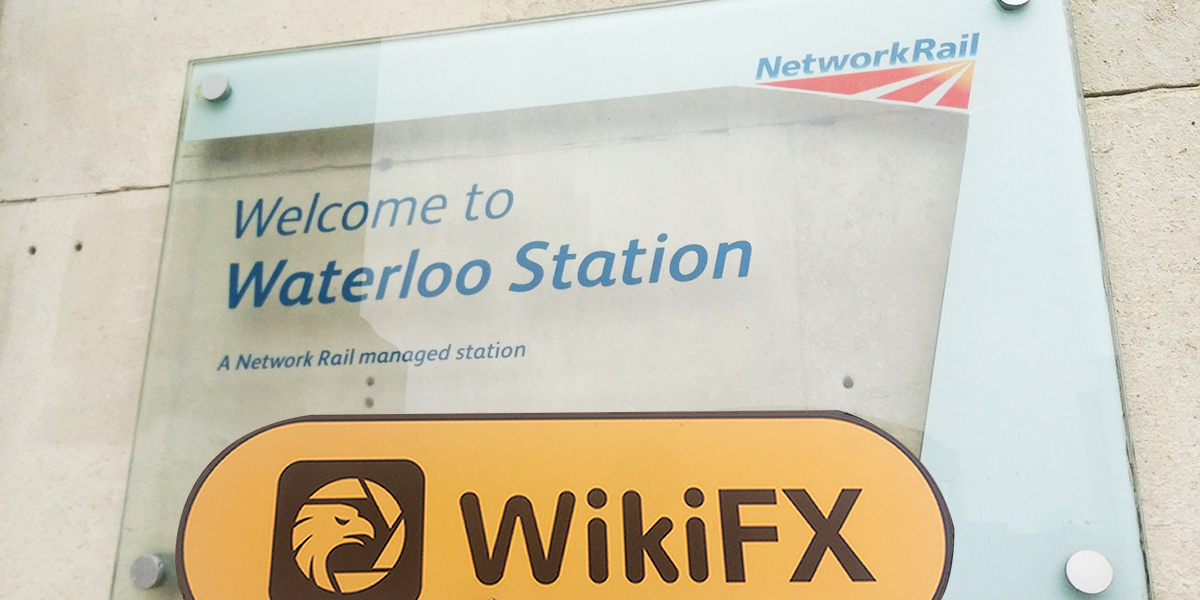 NetworkRail
Welcome to
Waterloo Station
A Network Rail managed station
WikiFX